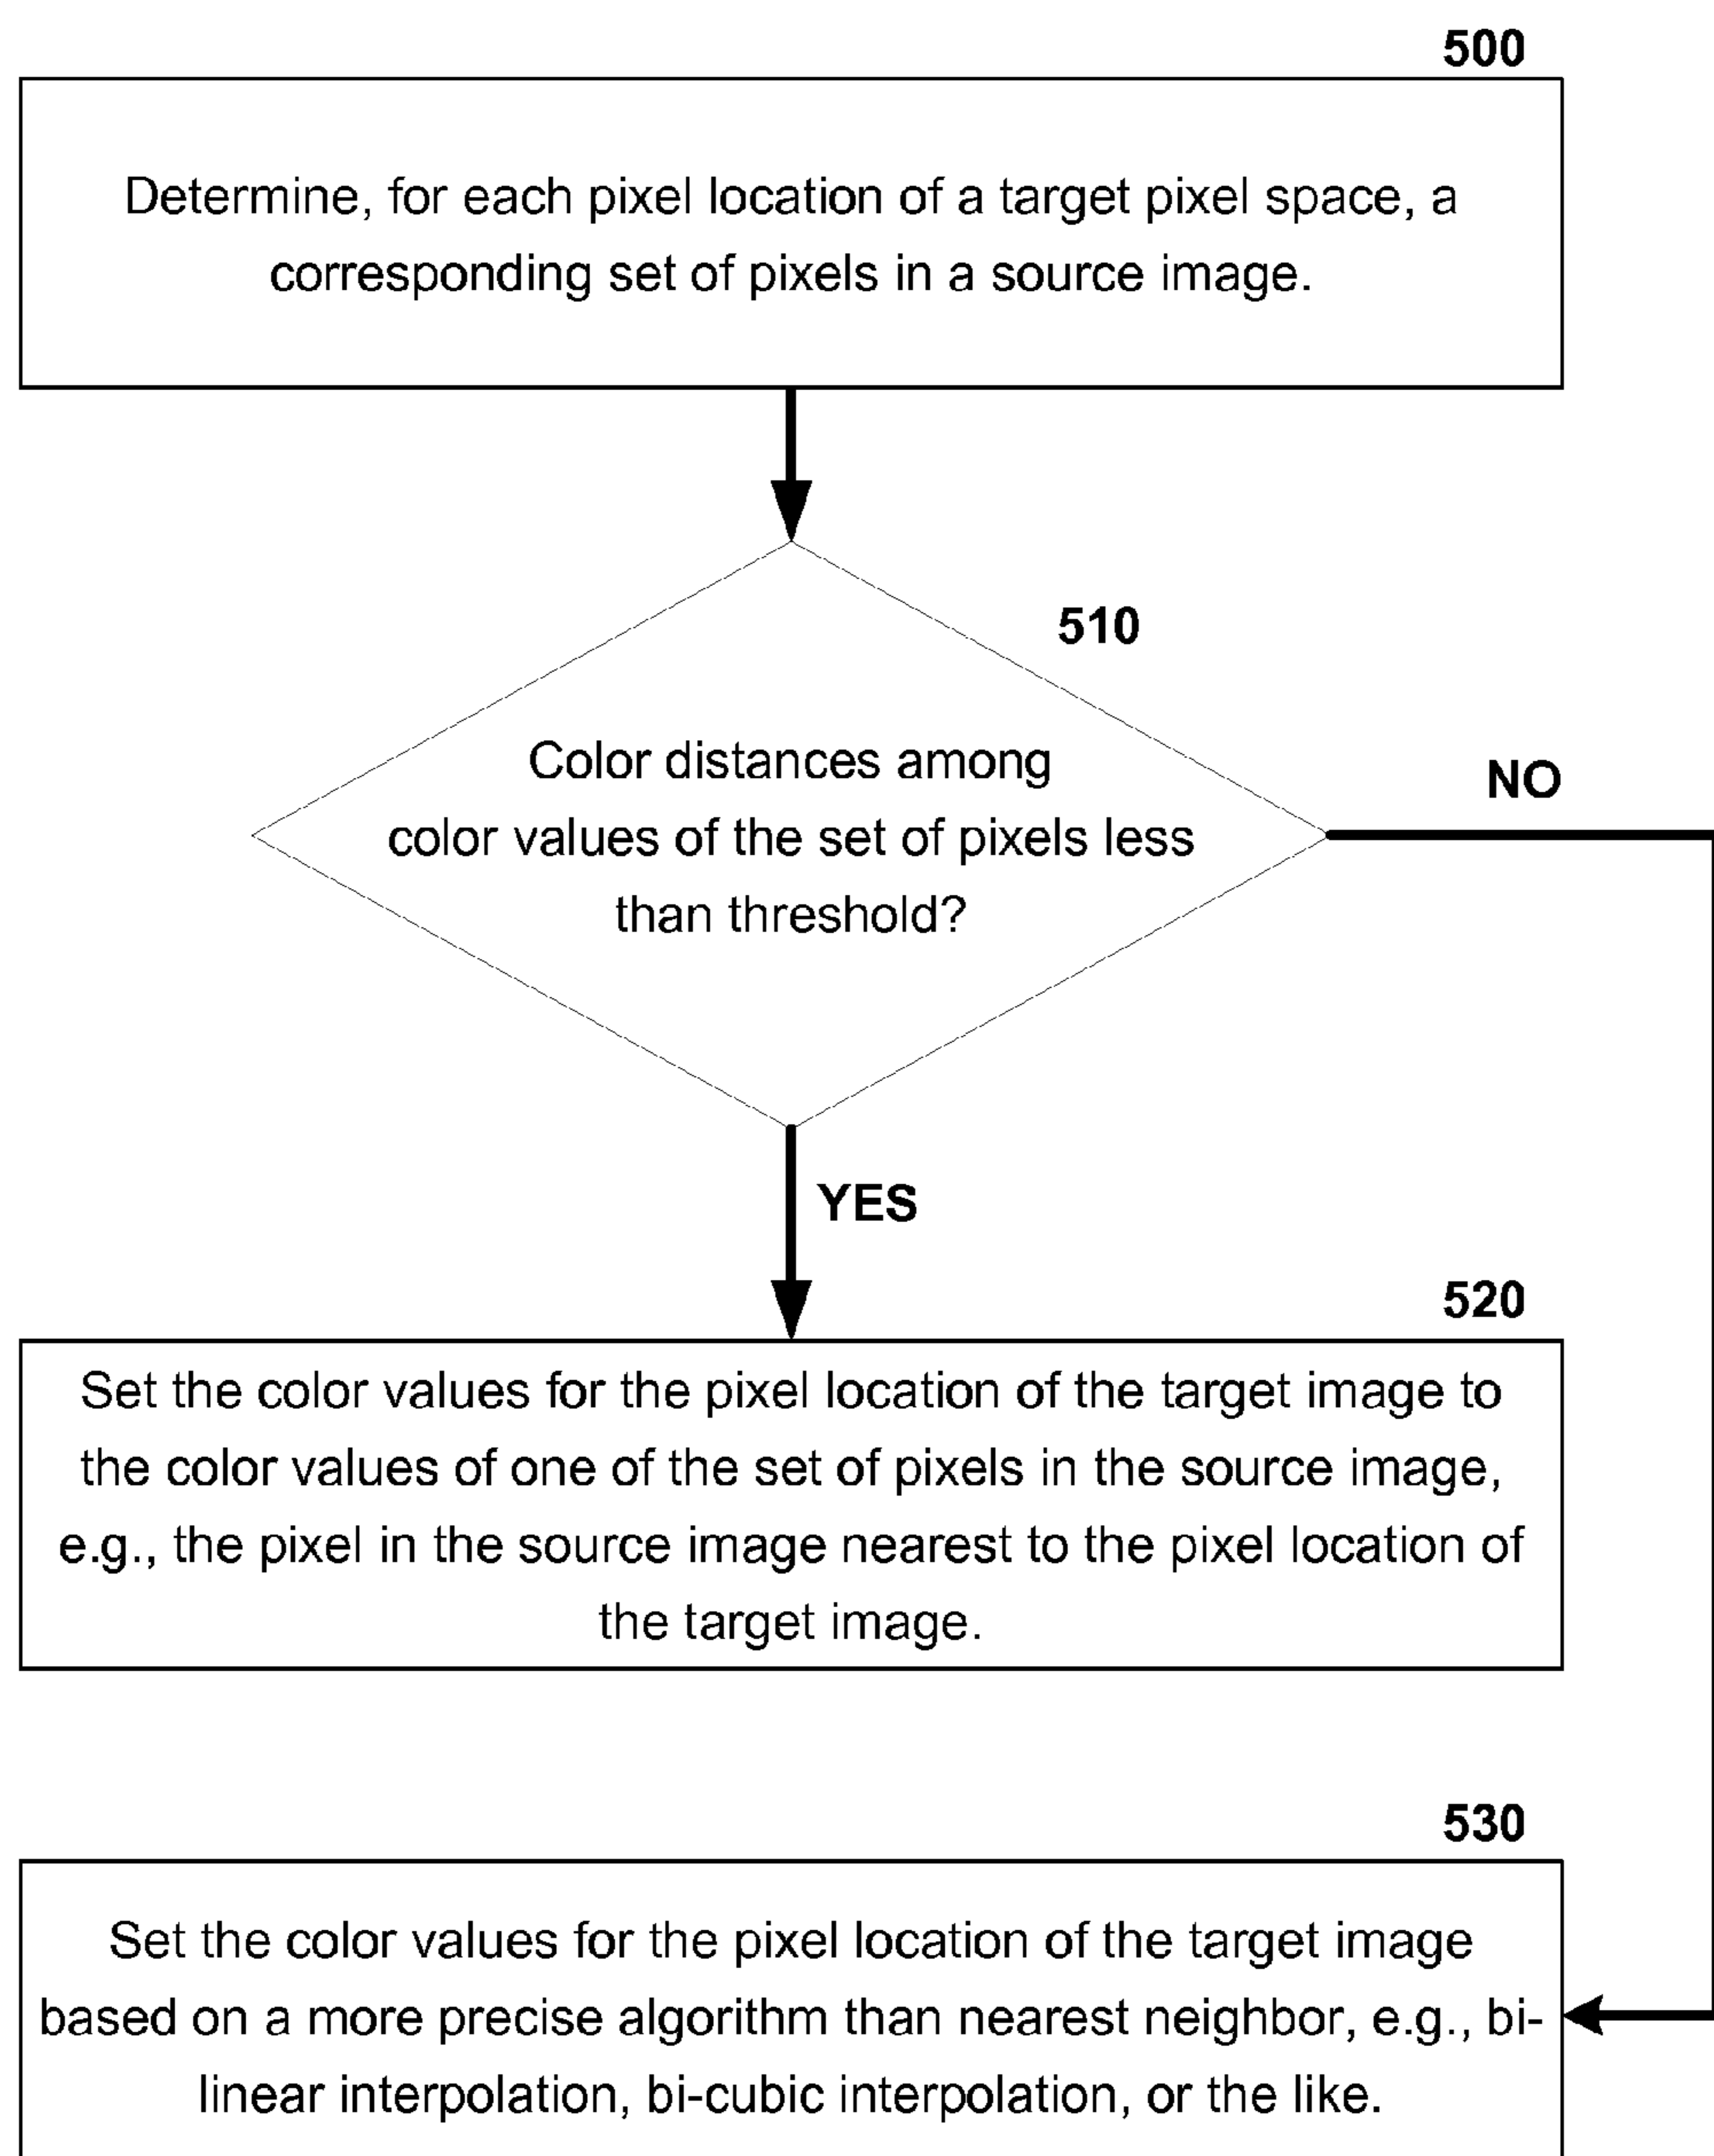 500
Determine, for each pixel location of a target pixel space, a
corresponding set of pixels in a source image.
510
Color distances among
color values of the set of pixels less
than threshold?
NO
YES
520
Set the color values for the pixel location of the target image to
the color values of one of the set of pixels in the source image,
e.g., the pixel in the source image nearest to the pixel location of
the target image.
530
Set the color values for the pixel location of the target image
based on a more precise algorithm than nearest neighbor, e.g., bi-
linear interpolation, bi-cubic interpolation, or the like.